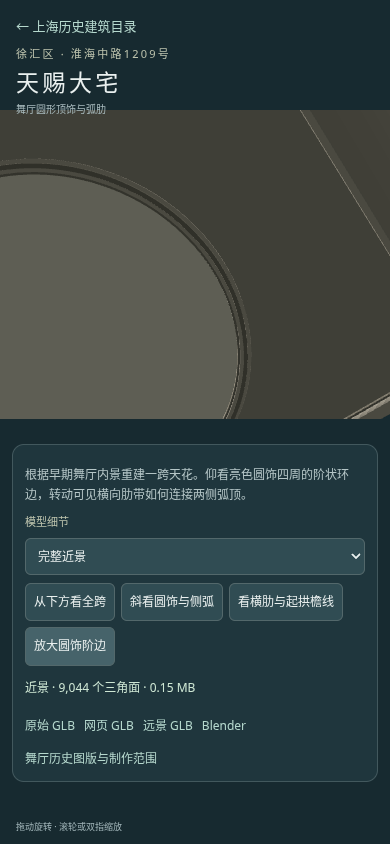 ← 上海历史建筑目录
徐汇区 · 淮海中路1209号
天赐大宅
舞厅圆形顶饰与弧肋
根据早期舞厅内景重建一跨天花。仰看亮色圆饰四周的阶状环
边，转动可见横向肋带如何连接两侧弧顶。
模型细节
完整近景
从下方看全跨 斜看圆饰与侧弧 看横肋与起拱檐线
放大圆饰阶边
近景 · 9,044 个三角面 · 0.15 MB
原始 GLB 网页 GLB 远景 GLB Blender
舞厅历史图版与制作范围
拖动旋转 · 滚轮或双指缩放